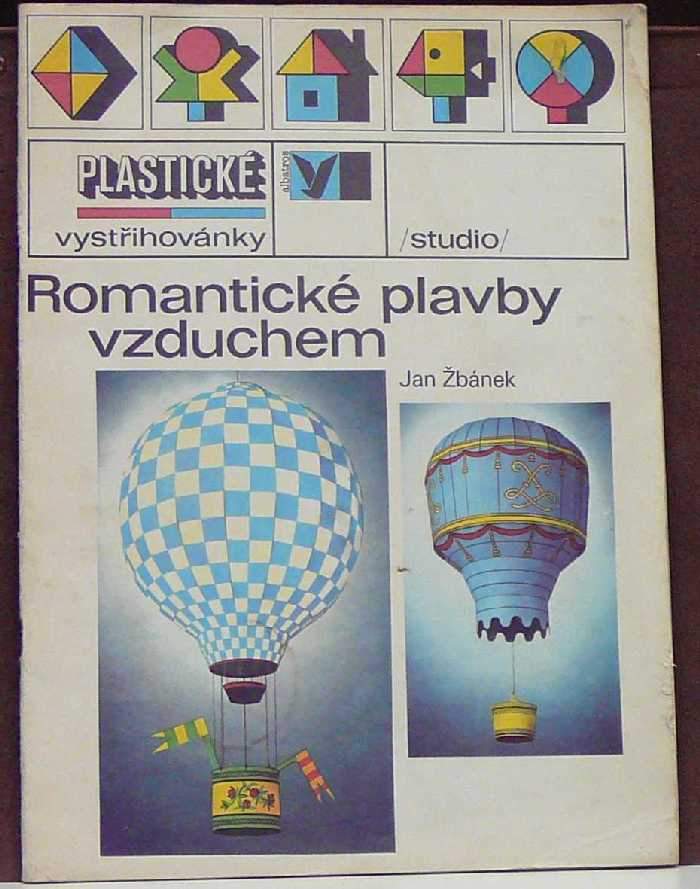 PLASTICKÉ
vystřihovánky
albatros
/studio/
Romantické plavby
vzduchem
Jan Žbánek